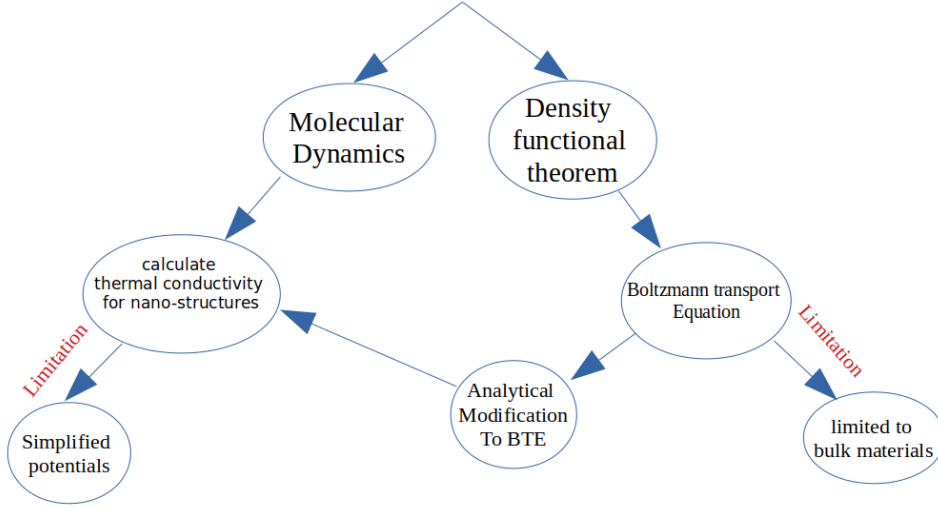 Molecular
Dynamics
Density
functional
theorem
calculate
thermal conductivity
for nano-structures
Boltzmann transport
Equation
Limitation
Limitation
Analytical
Modification
To BTE
Simplified
potentials
limited to
bulk materials